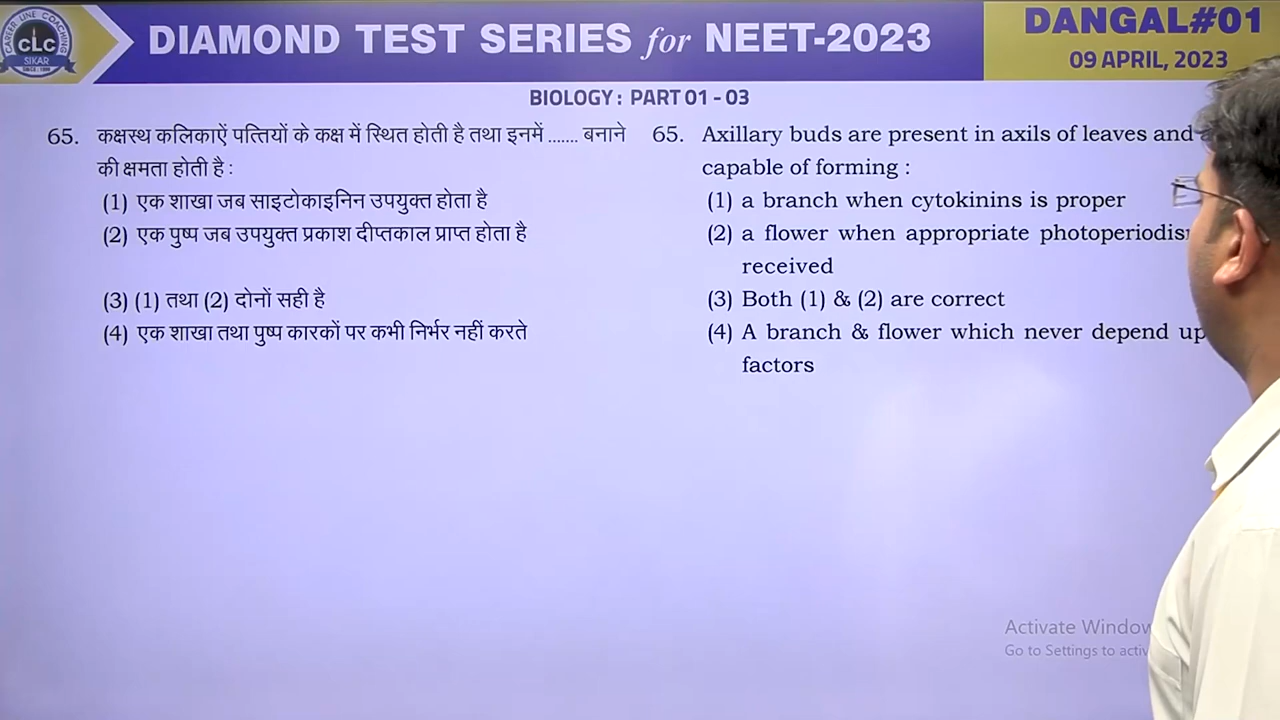 CAREER LINE COACHING
CLC
SIKAR
DIAMOND TEST SERIES for NEET-2023
DANGAL#01
09 APRIL, 2023
BIOLOGY : PART 01 - 03
65. कक्षस्थ कलिकाऐं पत्तियों के कक्ष में स्थित होती है तथा इनमें ....... बनाने
की क्षमता होती है :
(1) एक शाखा जब साइटोकाइनिन उपयुक्त होता है
(2) एक पुष्प जब उपयुक्त प्रकाश दीप्तकाल प्राप्त होता है
(3) (1) तथा (2) दोनों सही है
(4) एक शाखा तथा पुष्प कारकों पर कभी निर्भर नहीं करते
65. Axillary buds are present in axils of leaves and
capable of forming :
(1) a branch when cytokinins is proper
(2) a flower when appropriate
received
(3) Both (1) & (2) are correct
(4) A branch & flower which never depend
factors
Activate
Go to Settings to